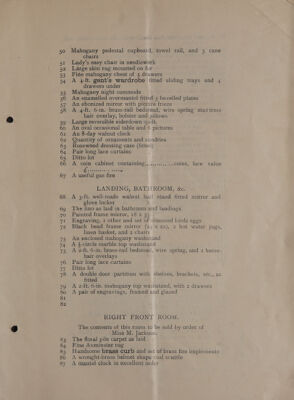 50 Mahogany pedestal cupboard, towel rail, and 3 cane
chairs
51 Lady's easy chair in needlework
52 Large skin rug mounted on
53 Fine mahogany chest of 3 drawers
54 A 4-ft. gent's wardrobe fitted sliding trays and 4
drawers under
55 Mahogany night commode
56 An enamelled overmantel fitted 3 bevelled plates
57 An ebonized mirror with picture frieze
58 A 4-ft. 6-in. brass-rail bedstead, wire spring mattress
hair overlay, bolster and pillows
59 Large reversible eiderdown quilt
60 An oval occasional table and 6 pictures
61 An 8-day walnut clock
62 Quantity of ornaments and
63 Rosewood dressing case (fitted)
64 Pair long lace curtains
65 Ditto lot
66 A coin cabinet containing............coins, face value
£............
67 A useful gas fire
LANDING, BATHROOM, &c.
68 A 3-ft. well-made walnut hall stand fitted mirror and
glove locker
69 The lino as laid in bathroom and landings
70 Painted frame mirror, 18 x
71 Engraving, 2 other and set of diamond birds eggs
72 Black bead frame mirror, 2 hot water jugs,
linen basket, and 2 chairs
73 An enclosed mahogany washstand
74 A ½-circle marble top washstand
75 A 2-ft. 6-in. brass-rail bedstead, wire spring, and 2 horse-
hair overlays
76 Pair long lace curtains
77 Ditto lot
78 A double door partition with shelves, brackets, etc., as
fitted
79 A 2-ft. 6-in. mahogany top washstand, with 2 drawers
80 A pair of engravings, framed and glazed
81
82
RIGHT FRONT ROOM.
The contents of this room to be sold by order of
Miss M. Jackson.
83 The floral pile carpet as laid
84 Fine Axminster rug
85 Handsome brass curb and set of brass fire implements
86 A wrought-brass helmet shape coal scuttle
87 A mantel clock in excellent order